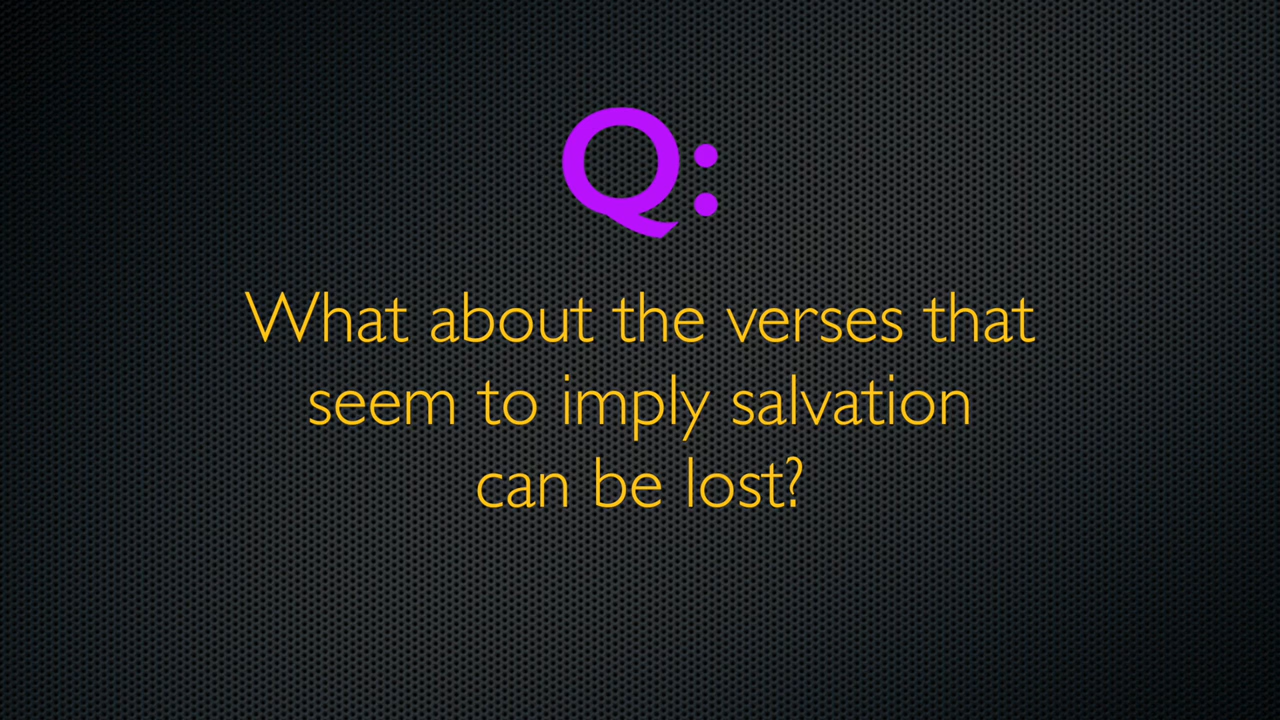 Q:
What about the verses that
seem to imply salvation
can be lost?